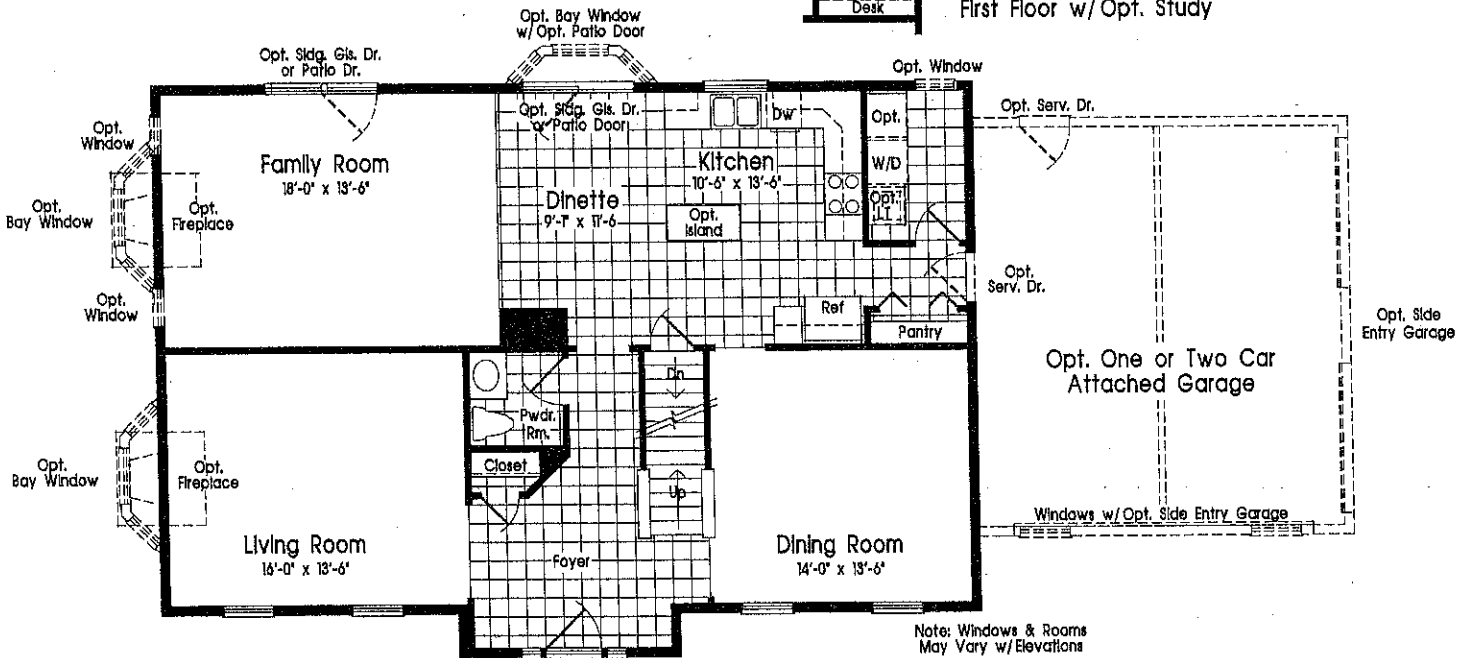 Desk
First Floor w/Opt. Study
Opt. Bay Window
w/Opt. Patio Door
Opt. Sldg. Gls. Dr.
or Patio Dr.
Opt. Window
Opt. Sldg. Gls. Dr.
or Patio Door
Dw
Opt.
Opt. Serv. Dr.
Opt.
Window
Family Room
18'-0" x 13'-6"
Kitchen
10'-6" x 13'-6"
W/D
Dinette
9'-1" x 11'-6
Opt.
LT
Opt.
Bay Window
Opt.
Fireplace
Opt.
Island
Opt.
Serv. Dr.
Opt.
Window
Ref
Pantry
Opt. Side
Entry Garage
Opt. One or Two Car
Attached Garage
Dn
Pwdr.
Rm.
Closet
Up
Opt.
Bay Window
Opt.
Fireplace
Windows w/Opt. Side Entry Garage
Living Room
16'-0" x 13'-6"
Foyer
Dining Room
14'-0" x 13'-6"
Note: Windows & Rooms
May Vary w/Elevations